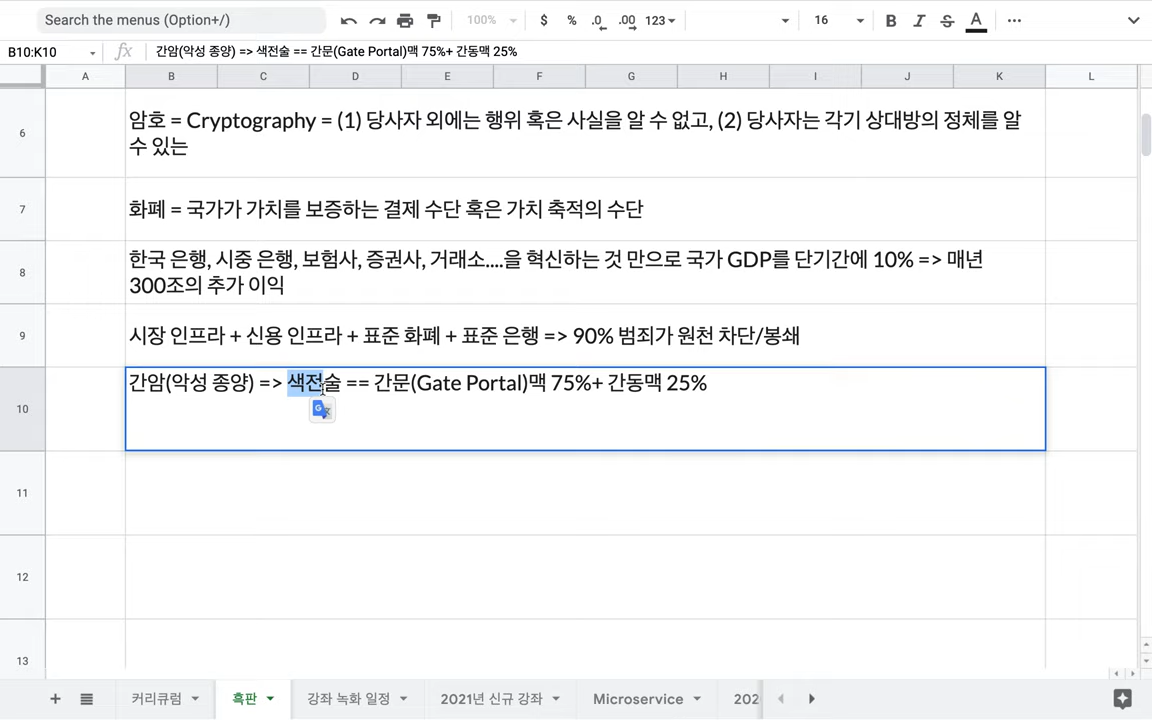 Search the menus (Option+/)
100%
$ % .0 .00 123
16
B I S A
B10:K10
fx
간암(악성 종양) => 색전술 == 간문(Gate Portal)맥 75%+ 간동맥 25%
A B C D E F G H I J K L
6
암호 = Cryptography = (1) 당사자 외에는 행위 혹은 사실을 알 수 없고, (2) 당사자는 각기 상대방의 정체를 알
수 있는
7
화폐 = 국가가 가치를 보증하는 결제 수단 혹은 가치 축적의 수단
8
한국 은행, 시중 은행, 보험사, 증권사, 거래소....을 혁신하는 것 만으로 국가 GDP를 단기간에 10% => 매년
300조의 추가 이익
9
시장 인프라 + 신용 인프라 + 표준 화폐 + 표준 은행 => 90% 범죄가 원천 차단/봉쇄
10
간암(악성 종양) => 색전술 == 간문(Gate Portal)맥 75%+ 간동맥 25%
11
12
13
커리큐럼 흑판 강좌 녹화 일정 2021년 신규 강좌 Microservice 202